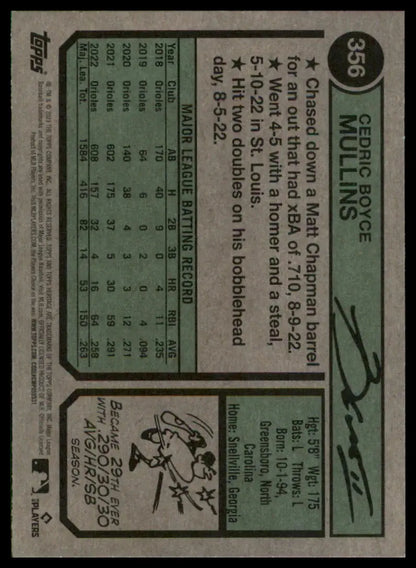 356
CEDRIC BOYCE
MULLINS
Hgt: 5'8" Wgt: 175
Bats: L Throws: L
Born: 10-1-94,
Greensboro, North
Carolina
Home: Snellville, Georgia
★ Chased down a Matt Chapman barrel
for an out that had xBA of .710, 8-9-22.
★ Went 4-5 with a homer and a steal,
5-10-22 in St. Louis.
★ Hit two doubles on his bobblehead
day, 8-5-22.
BECAME 29TH EVER
WITH .290/30/30
AVG/HR/SB
SEASON.
MAJOR LEAGUE BATTING RECORD
Year Club AB H 2B 3B HR RBI AVG
2018 Orioles 170 40 9 0 4 11 .235
2019 Orioles 64 6 0 2 0 4 .094
2020 Orioles 140 38 4 3 3 12 .271
2021 Orioles 602 175 37 5 30 59 .291
2022 Orioles 608 157 32 4 16 64 .258
Maj. Lea. Tot. 1584 416 82 14 53 150 .263
topps
PLAYERS